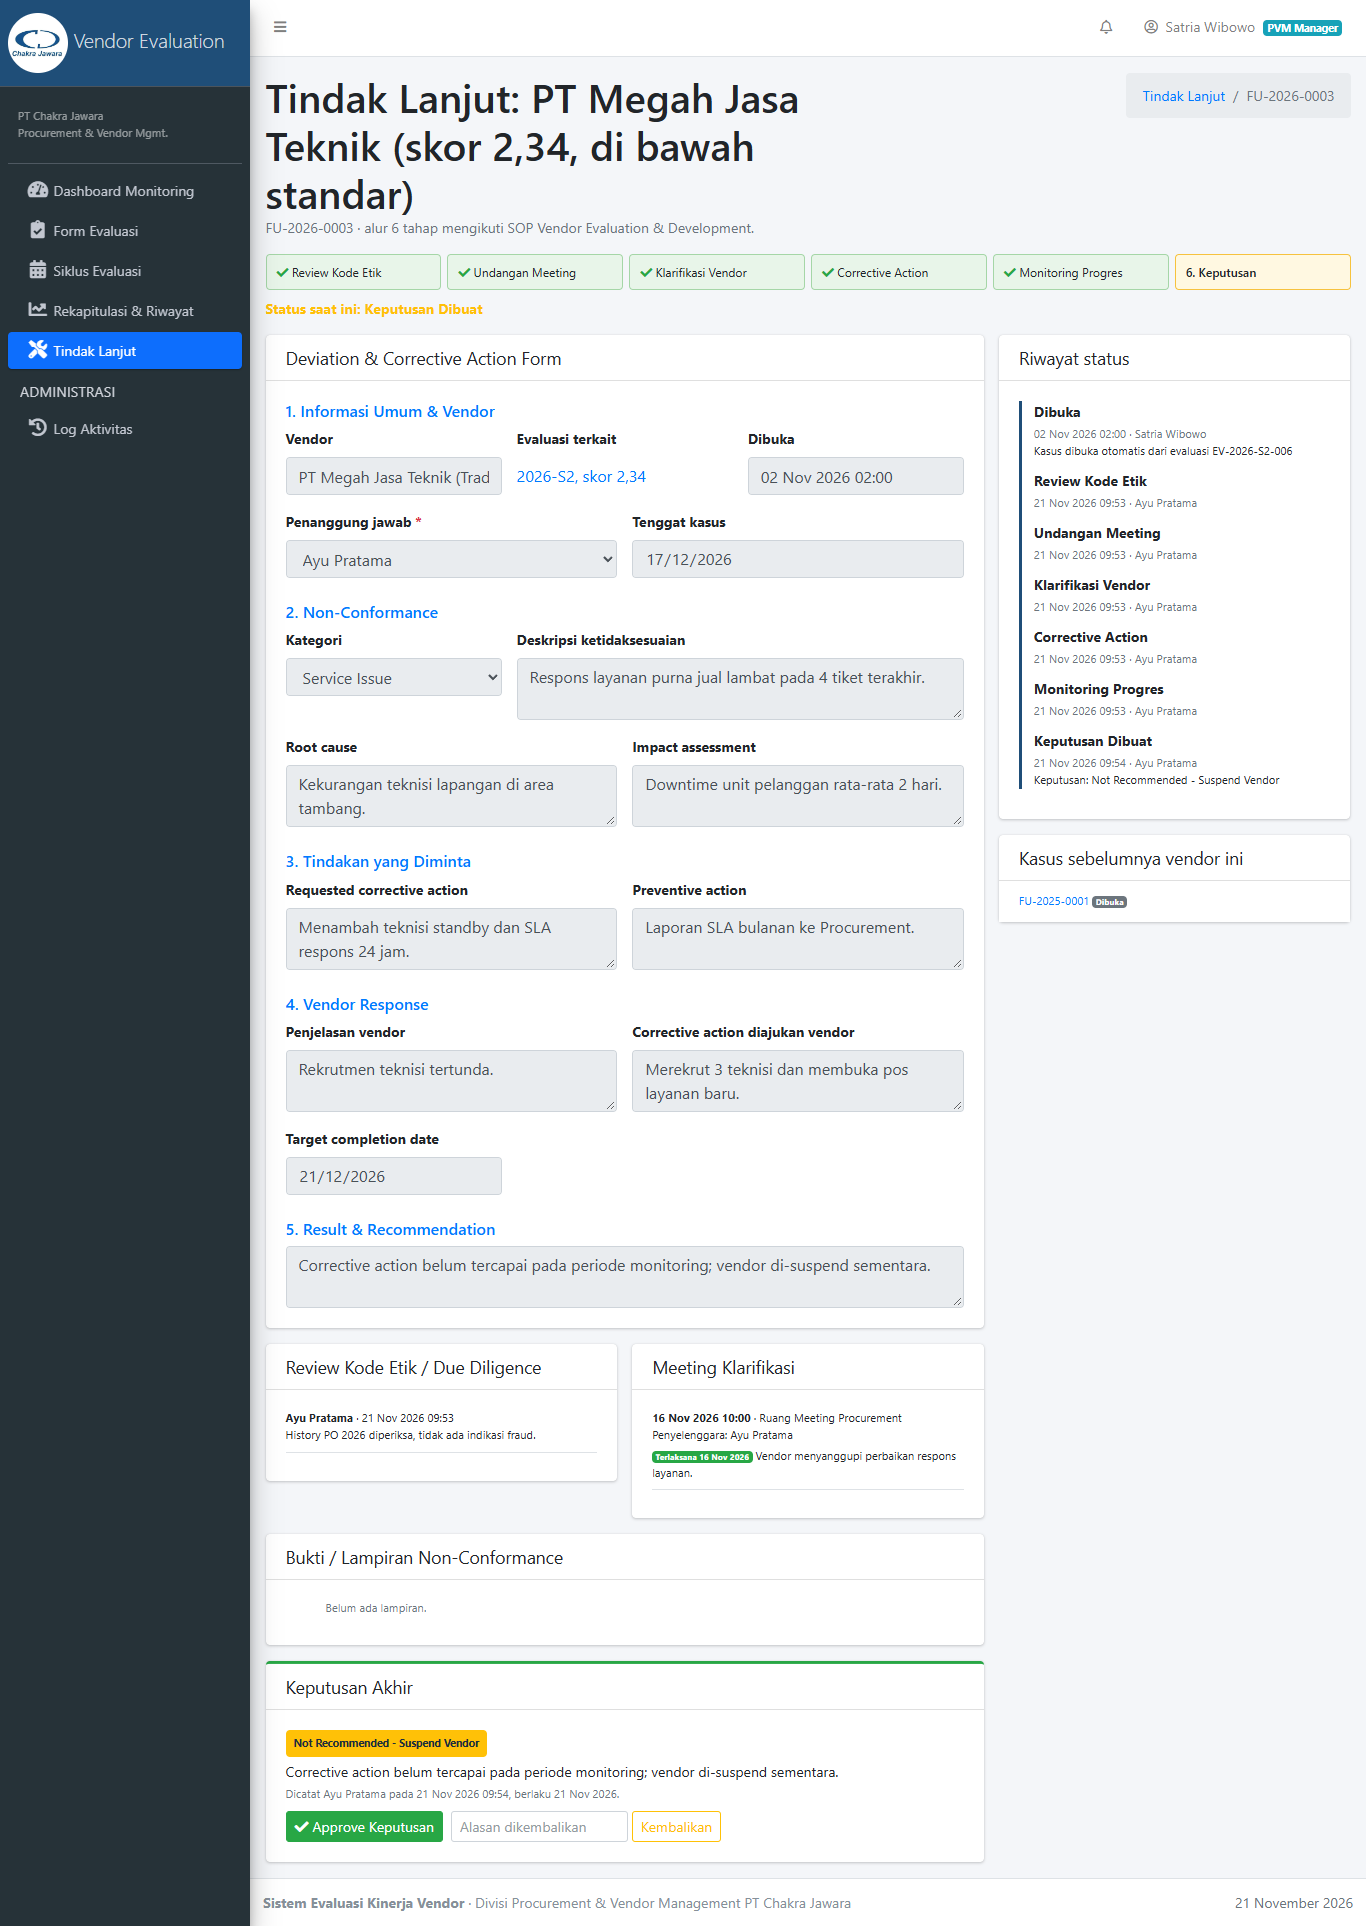 Chakra Jawara
Vendor Evaluation
PT Chakra Jawara
Procurement & Vendor Mgmt.
Dashboard Monitoring
Form Evaluasi
Siklus Evaluasi
Rekapitulasi & Riwayat
Tindak Lanjut
ADMINISTRASI
Log Aktivitas
Satria Wibowo PVM Manager
Tindak Lanjut: PT Megah Jasa
Teknik (skor 2,34, di bawah
standar)
Tindak Lanjut / FU-2026-0003
FU-2026-0003 · alur 6 tahap mengikuti SOP Vendor Evaluation & Development.
Review Kode Etik
Undangan Meeting
Klarifikasi Vendor
Corrective Action
Monitoring Progres
6. Keputusan
Status saat ini: Keputusan Dibuat
Deviation & Corrective Action Form
1. Informasi Umum & Vendor
Vendor
Evaluasi terkait
Dibuka
PT Megah Jasa Teknik (Trad
2026-S2, skor 2,34
02 Nov 2026 02:00
Penanggung jawab *
Tenggat kasus
Ayu Pratama
17/12/2026
2. Non-Conformance
Kategori
Deskripsi ketidaksesuaian
Service Issue
Respons layanan purna jual lambat pada 4 tiket terakhir.
Root cause
Impact assessment
Kekurangan teknisi lapangan di area
tambang.
Downtime unit pelanggan rata-rata 2 hari.
3. Tindakan yang Diminta
Requested corrective action
Preventive action
Menambah teknisi standby dan SLA
respons 24 jam.
Laporan SLA bulanan ke Procurement.
4. Vendor Response
Penjelasan vendor
Corrective action diajukan vendor
Rekrutmen teknisi tertunda.
Merekrut 3 teknisi dan membuka pos
layanan baru.
Target completion date
21/12/2026
5. Result & Recommendation
Corrective action belum tercapai pada periode monitoring; vendor di-suspend sementara.
Riwayat status
Dibuka
02 Nov 2026 02:00 · Satria Wibowo
Kasus dibuka otomatis dari evaluasi EV-2026-S2-006
Review Kode Etik
21 Nov 2026 09:53 · Ayu Pratama
Undangan Meeting
21 Nov 2026 09:53 · Ayu Pratama
Klarifikasi Vendor
21 Nov 2026 09:53 · Ayu Pratama
Corrective Action
21 Nov 2026 09:53 · Ayu Pratama
Monitoring Progres
21 Nov 2026 09:53 · Ayu Pratama
Keputusan Dibuat
21 Nov 2026 09:54 · Ayu Pratama
Keputusan: Not Recommended - Suspend Vendor
Kasus sebelumnya vendor ini
FU-2025-0001 Dibuka
Review Kode Etik / Due Diligence
Ayu Pratama · 21 Nov 2026 09:53
History PO 2026 diperiksa, tidak ada indikasi fraud.
Meeting Klarifikasi
16 Nov 2026 10:00 · Ruang Meeting Procurement
Penyelenggara: Ayu Pratama
Terlaksana 16 Nov 2026 Vendor menyanggupi perbaikan respons
layanan.
Bukti / Lampiran Non-Conformance
Belum ada lampiran.
Keputusan Akhir
Not Recommended - Suspend Vendor
Corrective action belum tercapai pada periode monitoring; vendor di-suspend sementara.
Dicatat Ayu Pratama pada 21 Nov 2026 09:54, berlaku 21 Nov 2026.
Approve Keputusan
Alasan dikembalikan
Kembalikan
Sistem Evaluasi Kinerja Vendor · Divisi Procurement & Vendor Management PT Chakra Jawara
21 November 2026